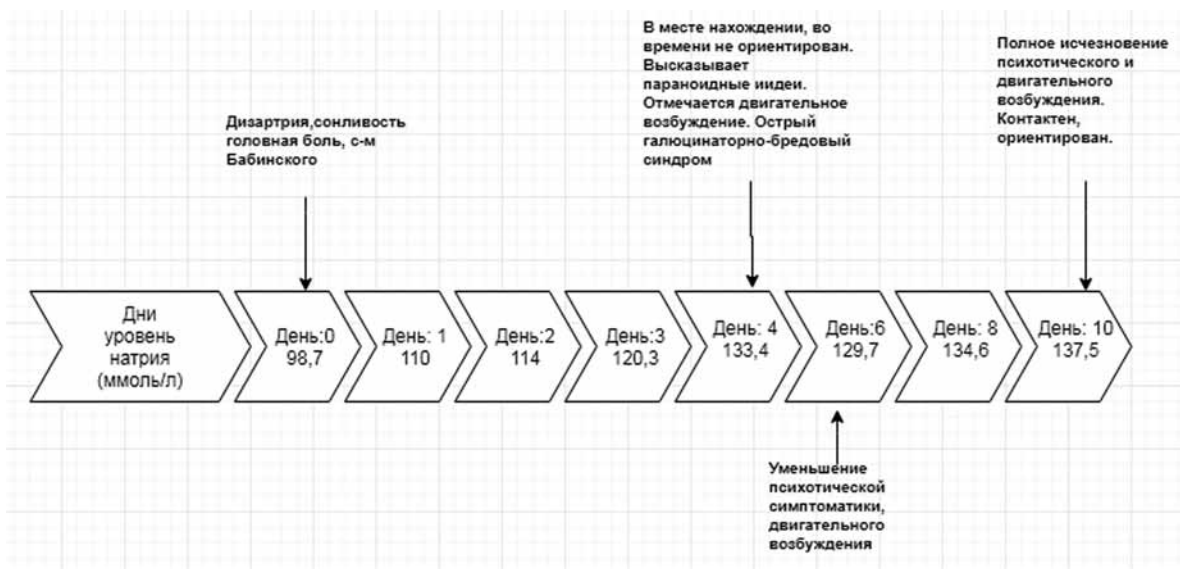 Дизартрия,сонливость
головная боль, с-м
Бабинского
В месте нахождении, во
времени не ориентирован.
Высказывает
параноидные иидеи.
Отмечается двигательное
возбуждение. Острый
галюцинаторно-бредовый
синдром
Полное исчезновение
психотического и
двигательного
возбуждения.
Контактен,
ориентирован.
Дни
уровень
натрия
(ммоль/л)
День:0
98,7
День: 1
110
День:2
114
День:3
120,3
День: 4
133,4
День:6
129,7
День: 8
134,6
День: 10
137,5
Уменьшение
психотической
симптоматики,
двигательного
возбуждения